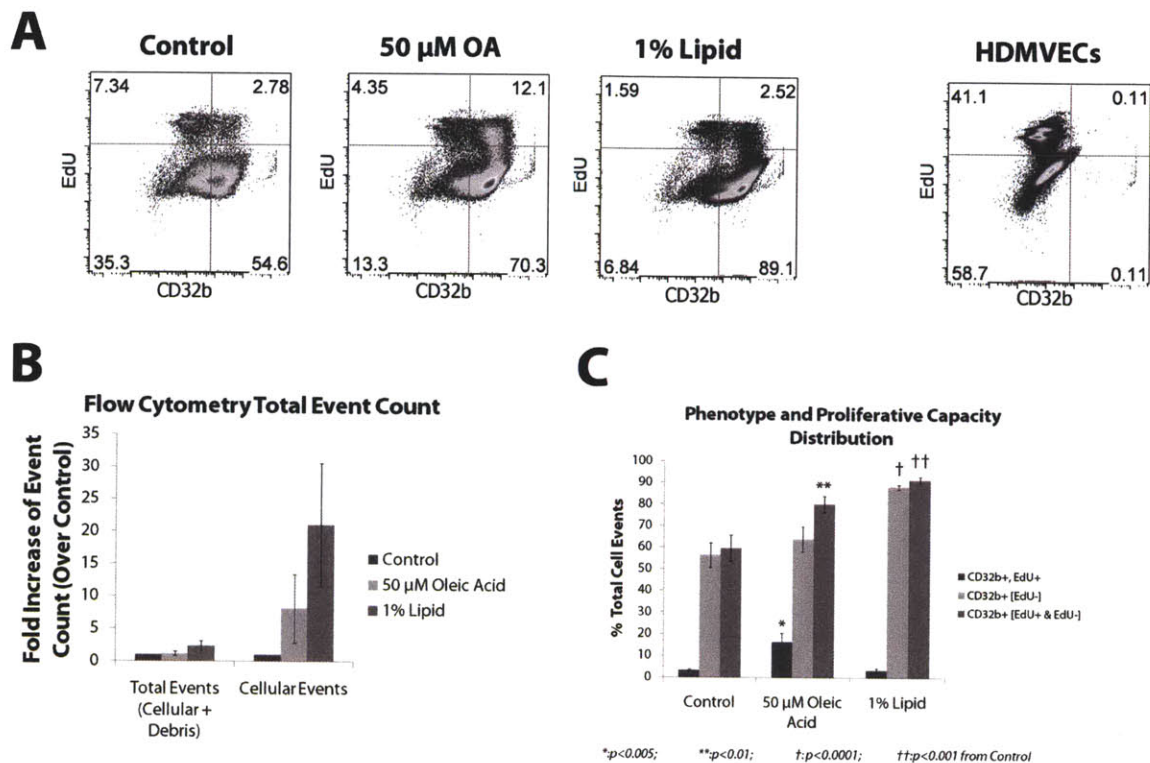 A
Control
50 µM OA
1% Lipid
HDMVECs
7.34
2.78
EdU
35.3
54.6
CD32b
4.35
12.1
EdU
13.3
70.3
CD32b
1.59
2.52
EdU
6.84
89.1
CD32b
41.1
0.11
EdU
58.7
0.11
CD32b
B
Flow Cytometry Total Event Count
Fold Increase of Event
Count (Over Control)
35
30
25
20
15
10
5
0
Total Events
(Cellular +
Debris)
Cellular Events
Control
50 µM Oleic Acid
1% Lipid
C
Phenotype and Proliferative Capacity
Distribution
% Total Cell Events
100
90
80
70
60
50
40
30
20
10
0
*
**
†
††
Control
50 µM Oleic
Acid
1% Lipid
CD32b+, EdU+
CD32b+ [EdU-]
CD32b+ [EdU+ & EdU-]
*:p<0.005; **:p<0.01; †:p<0.0001; ††:p<0.001 from Control